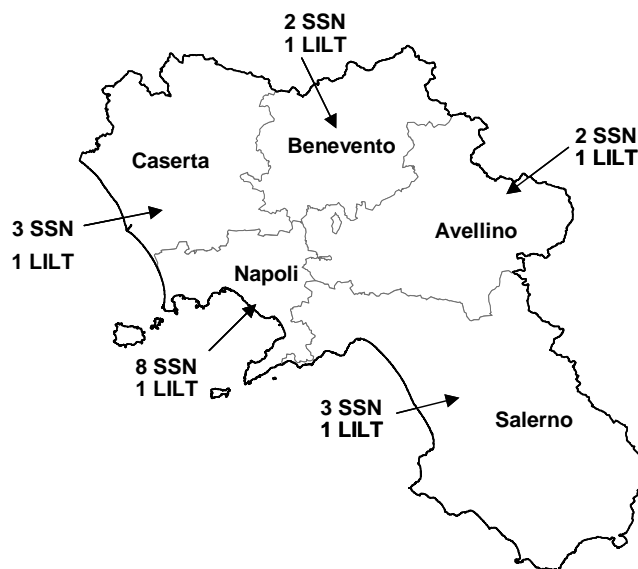 2 SSN
1 LILT
Benevento
2 SSN
1 LILT
Caserta
3 SSN
1 LILT
Avellino
Napoli
8 SSN
1 LILT
3 SSN
1 LILT
Salerno